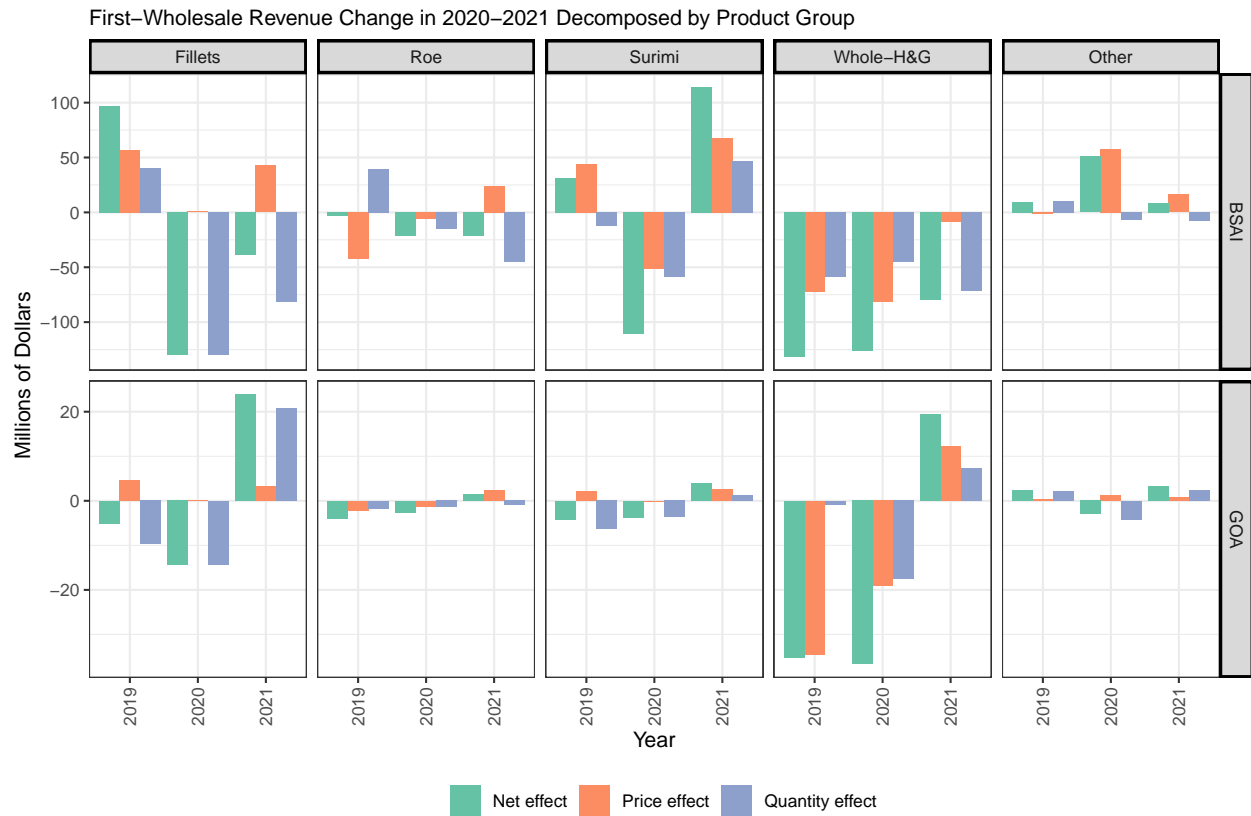 First−Wholesale Revenue Change in 2020−2021 Decomposed by Product Group
Fillets
Roe
Surimi
Whole−H&G
Other
100
50
0
−50
−100
BSAI
20
0
−20
GOA
Millions of Dollars
2019 2020 2021
2019 2020 2021
2019 2020 2021
2019 2020 2021
2019 2020 2021
Year
Net effect Price effect Quantity effect